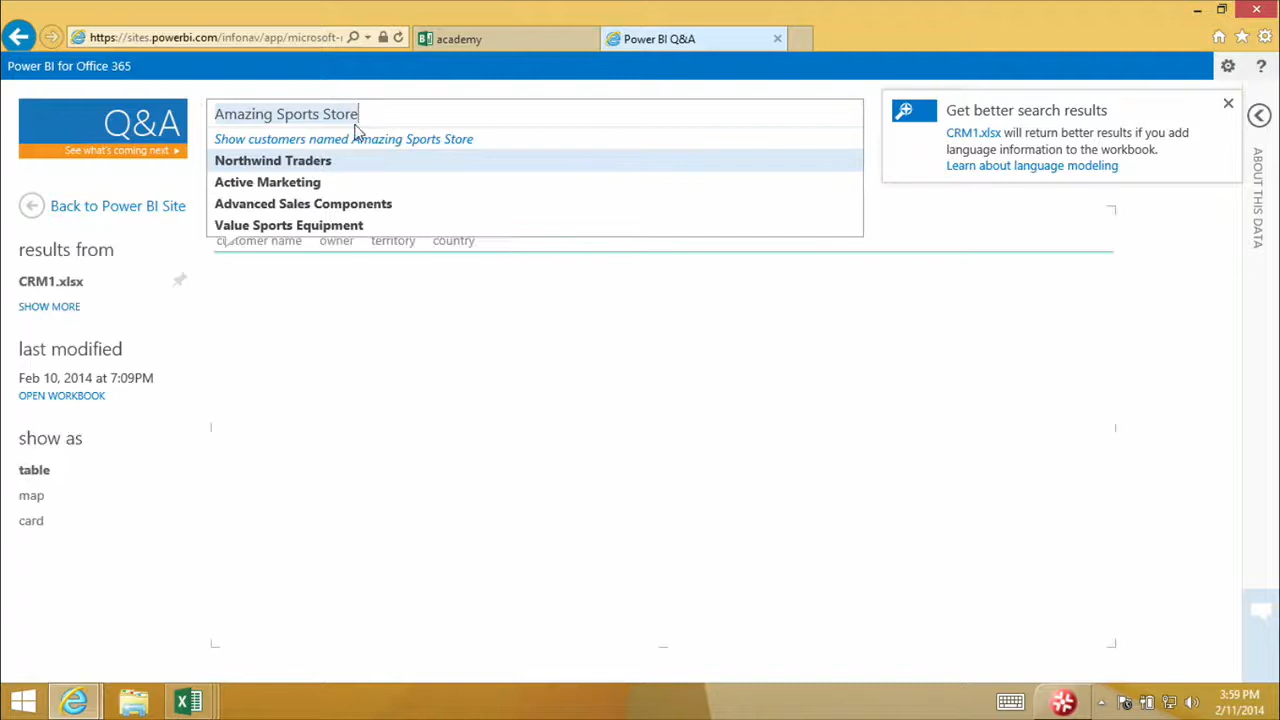 https://sites.powerbi.com/infonav/app/microsoft-
academy
Power BI Q&A
Power BI for Office 365
Q&A
See what's coming next
Amazing Sports Store
Show customers named Amazing Sports Store
Northwind Traders
Active Marketing
Advanced Sales Components
Value Sports Equipment
customer name owner territory country
Get better search results
CRM1.xlsx will return better results if you add
language information to the workbook.
Learn about language modeling
ABOUT THIS DATA
Back to Power BI Site
results from
CRM1.xlsx
SHOW MORE
last modified
Feb 10, 2014 at 7:09PM
OPEN WORKBOOK
show as
table
map
card
3:59 PM
2/11/2014